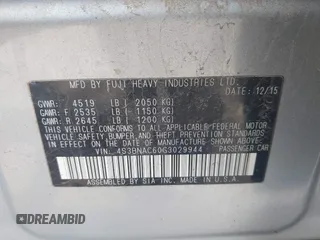 MFD BY FUJI HEAVY INDUSTRIES LTD.
DATE: 12/15
GVWR: 4519 LB ( 2050 KG)
GAWR: F 2535 LB ( 1150 KG)
GAWR: R 2645 LB ( 1200 KG)
THIS VEHICLE CONFORMS TO ALL APPLICABLE FEDERAL MOTOR
VEHICLE SAFETY, BUMPER AND THEFT PREVENTION STANDARDS
IN EFFECT ON THE DATE OF MANUFACTURE SHOWN ABOVE.
VIN: 4S3BNAC60G3029944 PASSENGER CAR
ASSEMBLED BY SIA INC. MADE IN U.S.A.
DREAMBID